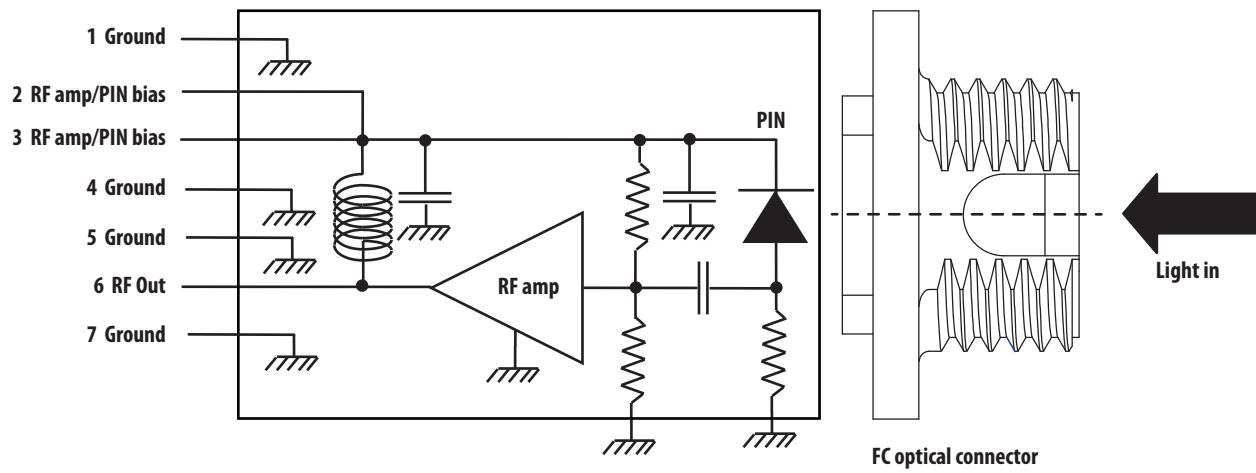 1 Ground
2 RF amp/PIN bias
3 RF amp/PIN bias
PIN
4 Ground
5 Ground
6 RF Out
RF amp
7 Ground
Light in
FC optical connector